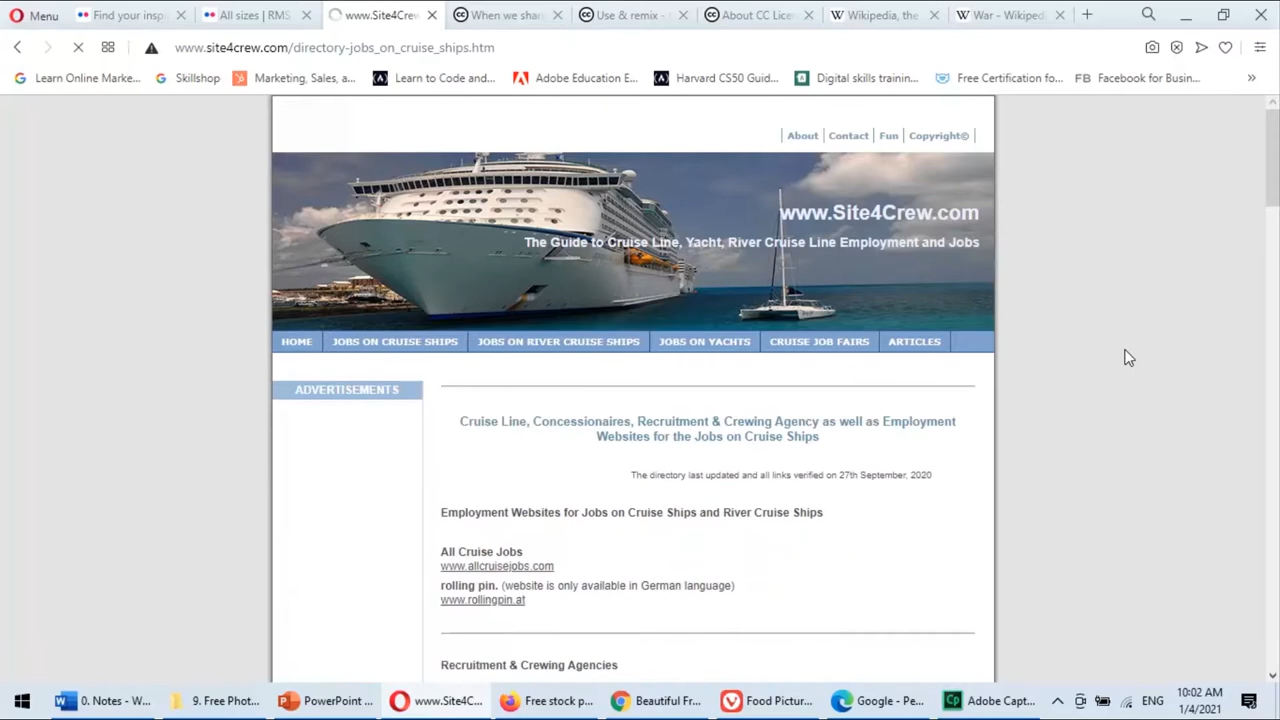 Menu
Find your insp
All sizes | RMS
www.Site4Crew
When we shar
Use & remix -
About CC Lice
Wikipedia, the
War - Wikiped
www.site4crew.com/directory-jobs_on_cruise_ships.htm
Learn Online Marke...
Skillshop
Marketing, Sales, a...
Learn to Code and...
Adobe Education E...
Harvard CS50 Guid...
Digital skills trainin...
Free Certification fo...
FB Facebook for Busin...
About
Contact
Fun
Copyright©
www.Site4Crew.com
The Guide to Cruise Line, Yacht, River Cruise Line Employment and Jobs
HOME
JOBS ON CRUISE SHIPS
JOBS ON RIVER CRUISE SHIPS
JOBS ON YACHTS
CRUISE JOB FAIRS
ARTICLES
ADVERTISEMENTS
Cruise Line, Concessionaires, Recruitment & Crewing Agency as well as Employment
Websites for the Jobs on Cruise Ships
The directory last updated and all links verified on 27th September, 2020
Employment Websites for Jobs on Cruise Ships and River Cruise Ships
All Cruise Jobs
www.allcruisejobs.com
rolling pin. (website is only available in German language)
www.rollingpin.at
Recruitment & Crewing Agencies
0. Notes - W...
9. Free Phot...
PowerPoint ...
www.Site4C...
Free stock p...
Beautiful Fr...
Food Pictur...
Google - Pe...
Adobe Capt...
ENG
10:02 AM
1/4/2021